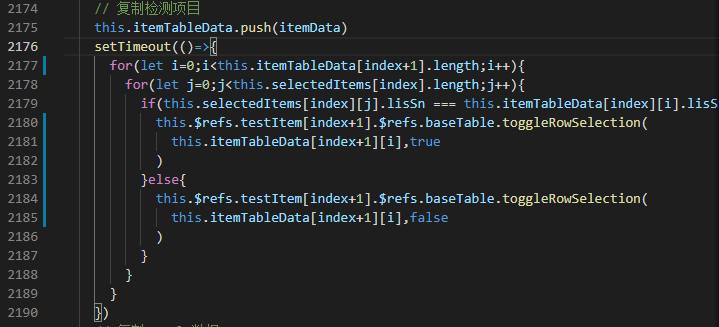 2174 // 复制检测项目
2175 this.itemTableData.push(itemData)
2176 setTimeout(()=>{
2177 for(let i=0;i<this.itemTableData[index+1].length;i++){
2178 for(let j=0;j<this.selectedItems[index].length;j++){
2179 if(this.selectedItems[index][j].lisSn === this.itemTableData[index][i].lisS
2180 this.$refs.testItem[index+1].$refs.baseTable.toggleRowSelection(
2181 this.itemTableData[index+1][i],true
2182 )
2183 }else{
2184 this.$refs.testItem[index+1].$refs.baseTable.toggleRowSelection(
2185 this.itemTableData[index+1][i],false
2186 )
2187 }
2188 }
2189 }
2190 })